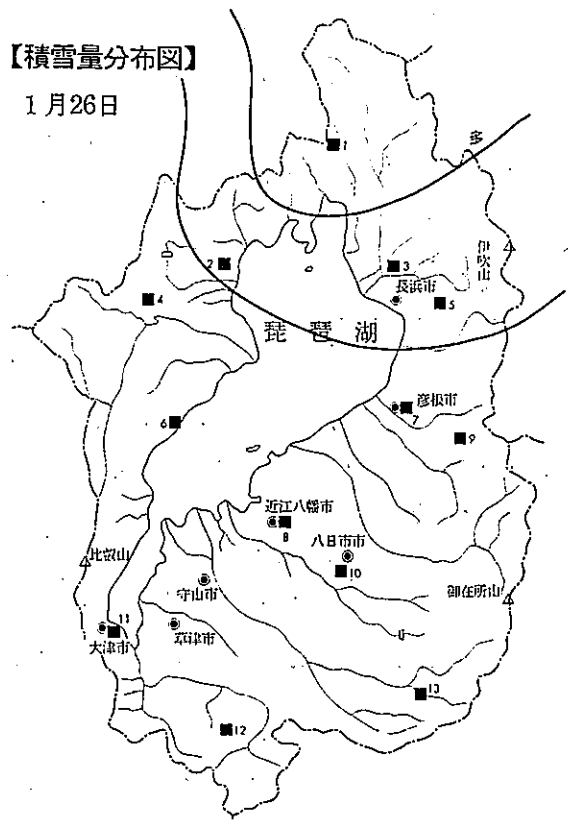 【積雪量分布図】
1月26日
1
多
伊吹山
2
3
長浜市
4
5
琵琶湖
彦根市
7
6
9
近江八幡市
8
八日市市
10
比叡山
守山市
御在所山
11
大津市
草津市
13
12